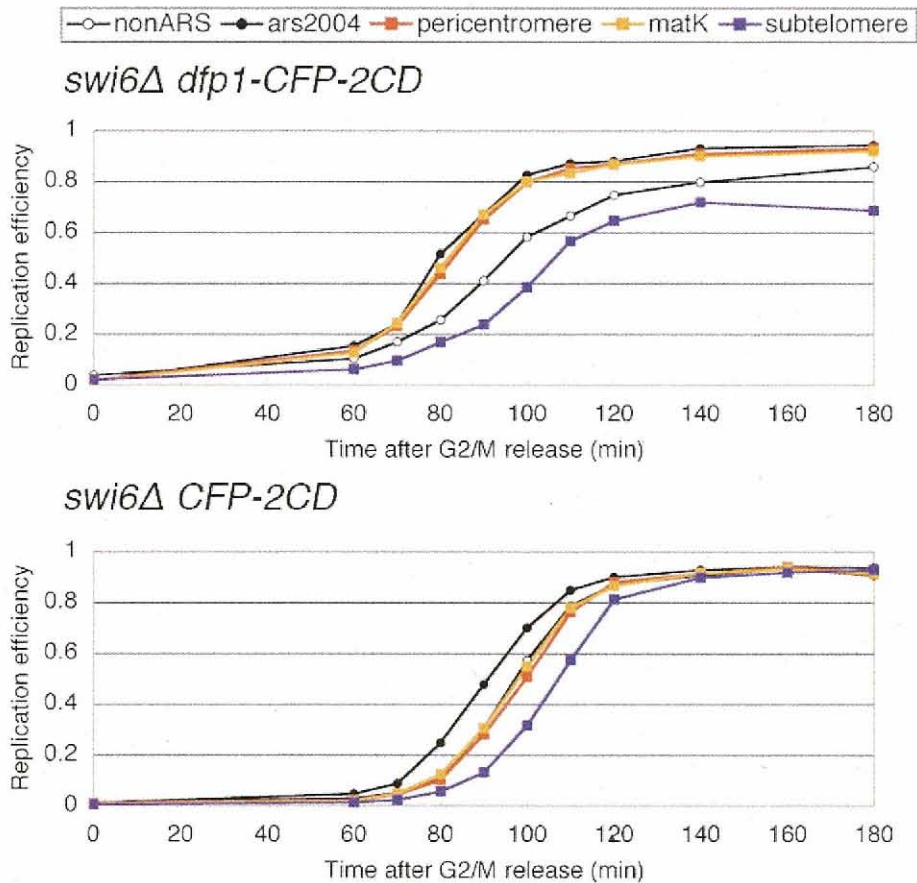 nonARS ars2004 pericentromere matK subtelomere
swi6Δ dfp1-CFP-2CD
1
0.8
0.6
0.4
0.2
0
Replication efficiency
0 20 40 60 80 100 120 140 160 180
Time after G2/M release (min)
swi6Δ CFP-2CD
1
0.8
0.6
0.4
0.2
0
Replication efficiency
0 20 40 60 80 100 120 140 160 180
Time after G2/M release (min)